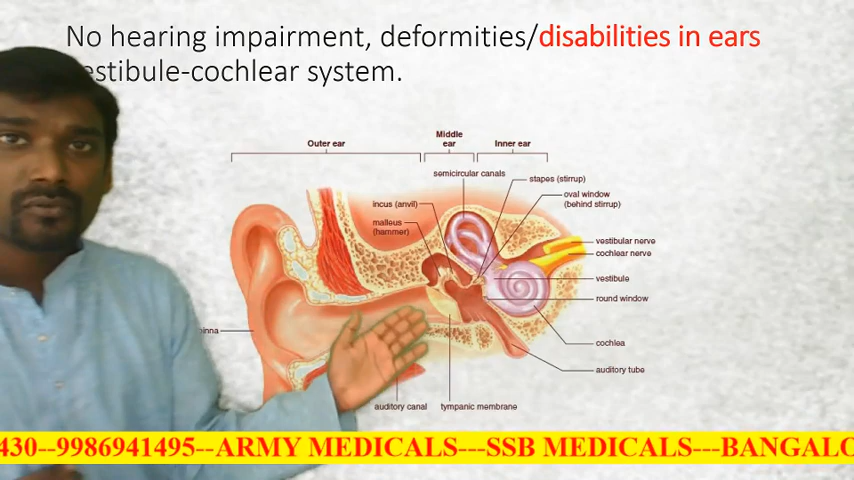 No hearing impairment, deformities/disabilities in ears
estibule-cochlear system.
Outer ear
Middle
ear
Inner ear
semicircular canals
stapes (stirrup)
oval window
(behind stirrup)
incus (anvil)
malleus
(hammer)
vestibular nerve
cochlear nerve
vestibule
round window
inna
cochlea
auditory tube
auditory canal
tympanic membrane
430--9986941495--ARMY MEDICALS---SSB MEDICALS---BANGALO